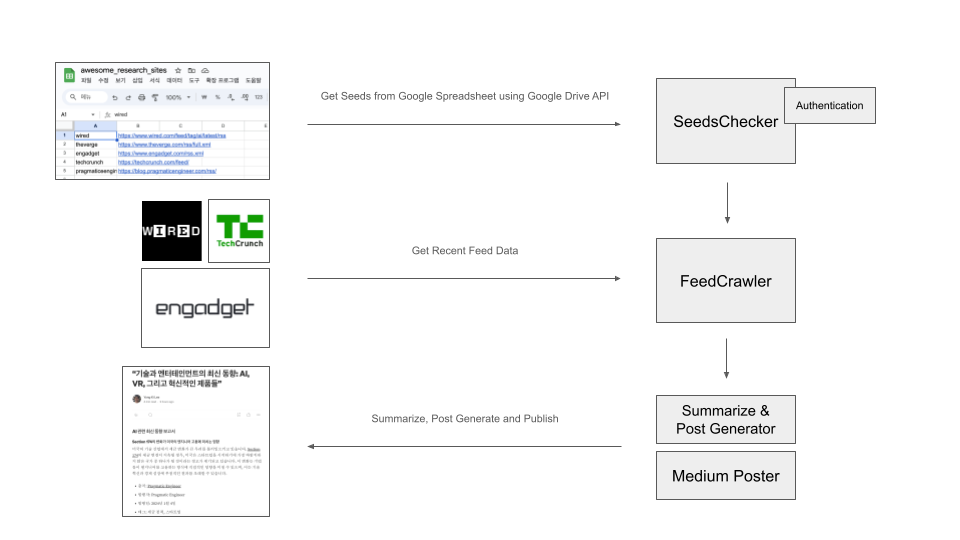 awesome_research_sites
파일 수정 보기 삽입 서식 데이터 도구 확장 프로그램 도움말
메뉴 100% ₩ % 123
A1 fx wired
A B C D E
1 wired https://www.wired.com/feed/tag/ai/latest/rss
2 theverge https://www.theverge.com/rss/full.xml
3 engadget https://www.engadget.com/rss.xml
4 techcrunch https://techcrunch.com/feed/
5 pragmaticengin https://blog.pragmaticengineer.com/rss/
Get Seeds from Google Spreadsheet using Google Drive API
SeedsChecker
Authentication
WIRED
TC
TechCrunch
engadget
Get Recent Feed Data
FeedCrawler
"기술과 엔터테인먼트의 최신 동향: AI,
VR, 그리고 혁신적인 제품들"
AI 관련 최신 동향 보고서
Summarize, Post Generate and Publish
Summarize &
Post Generator
Medium Poster